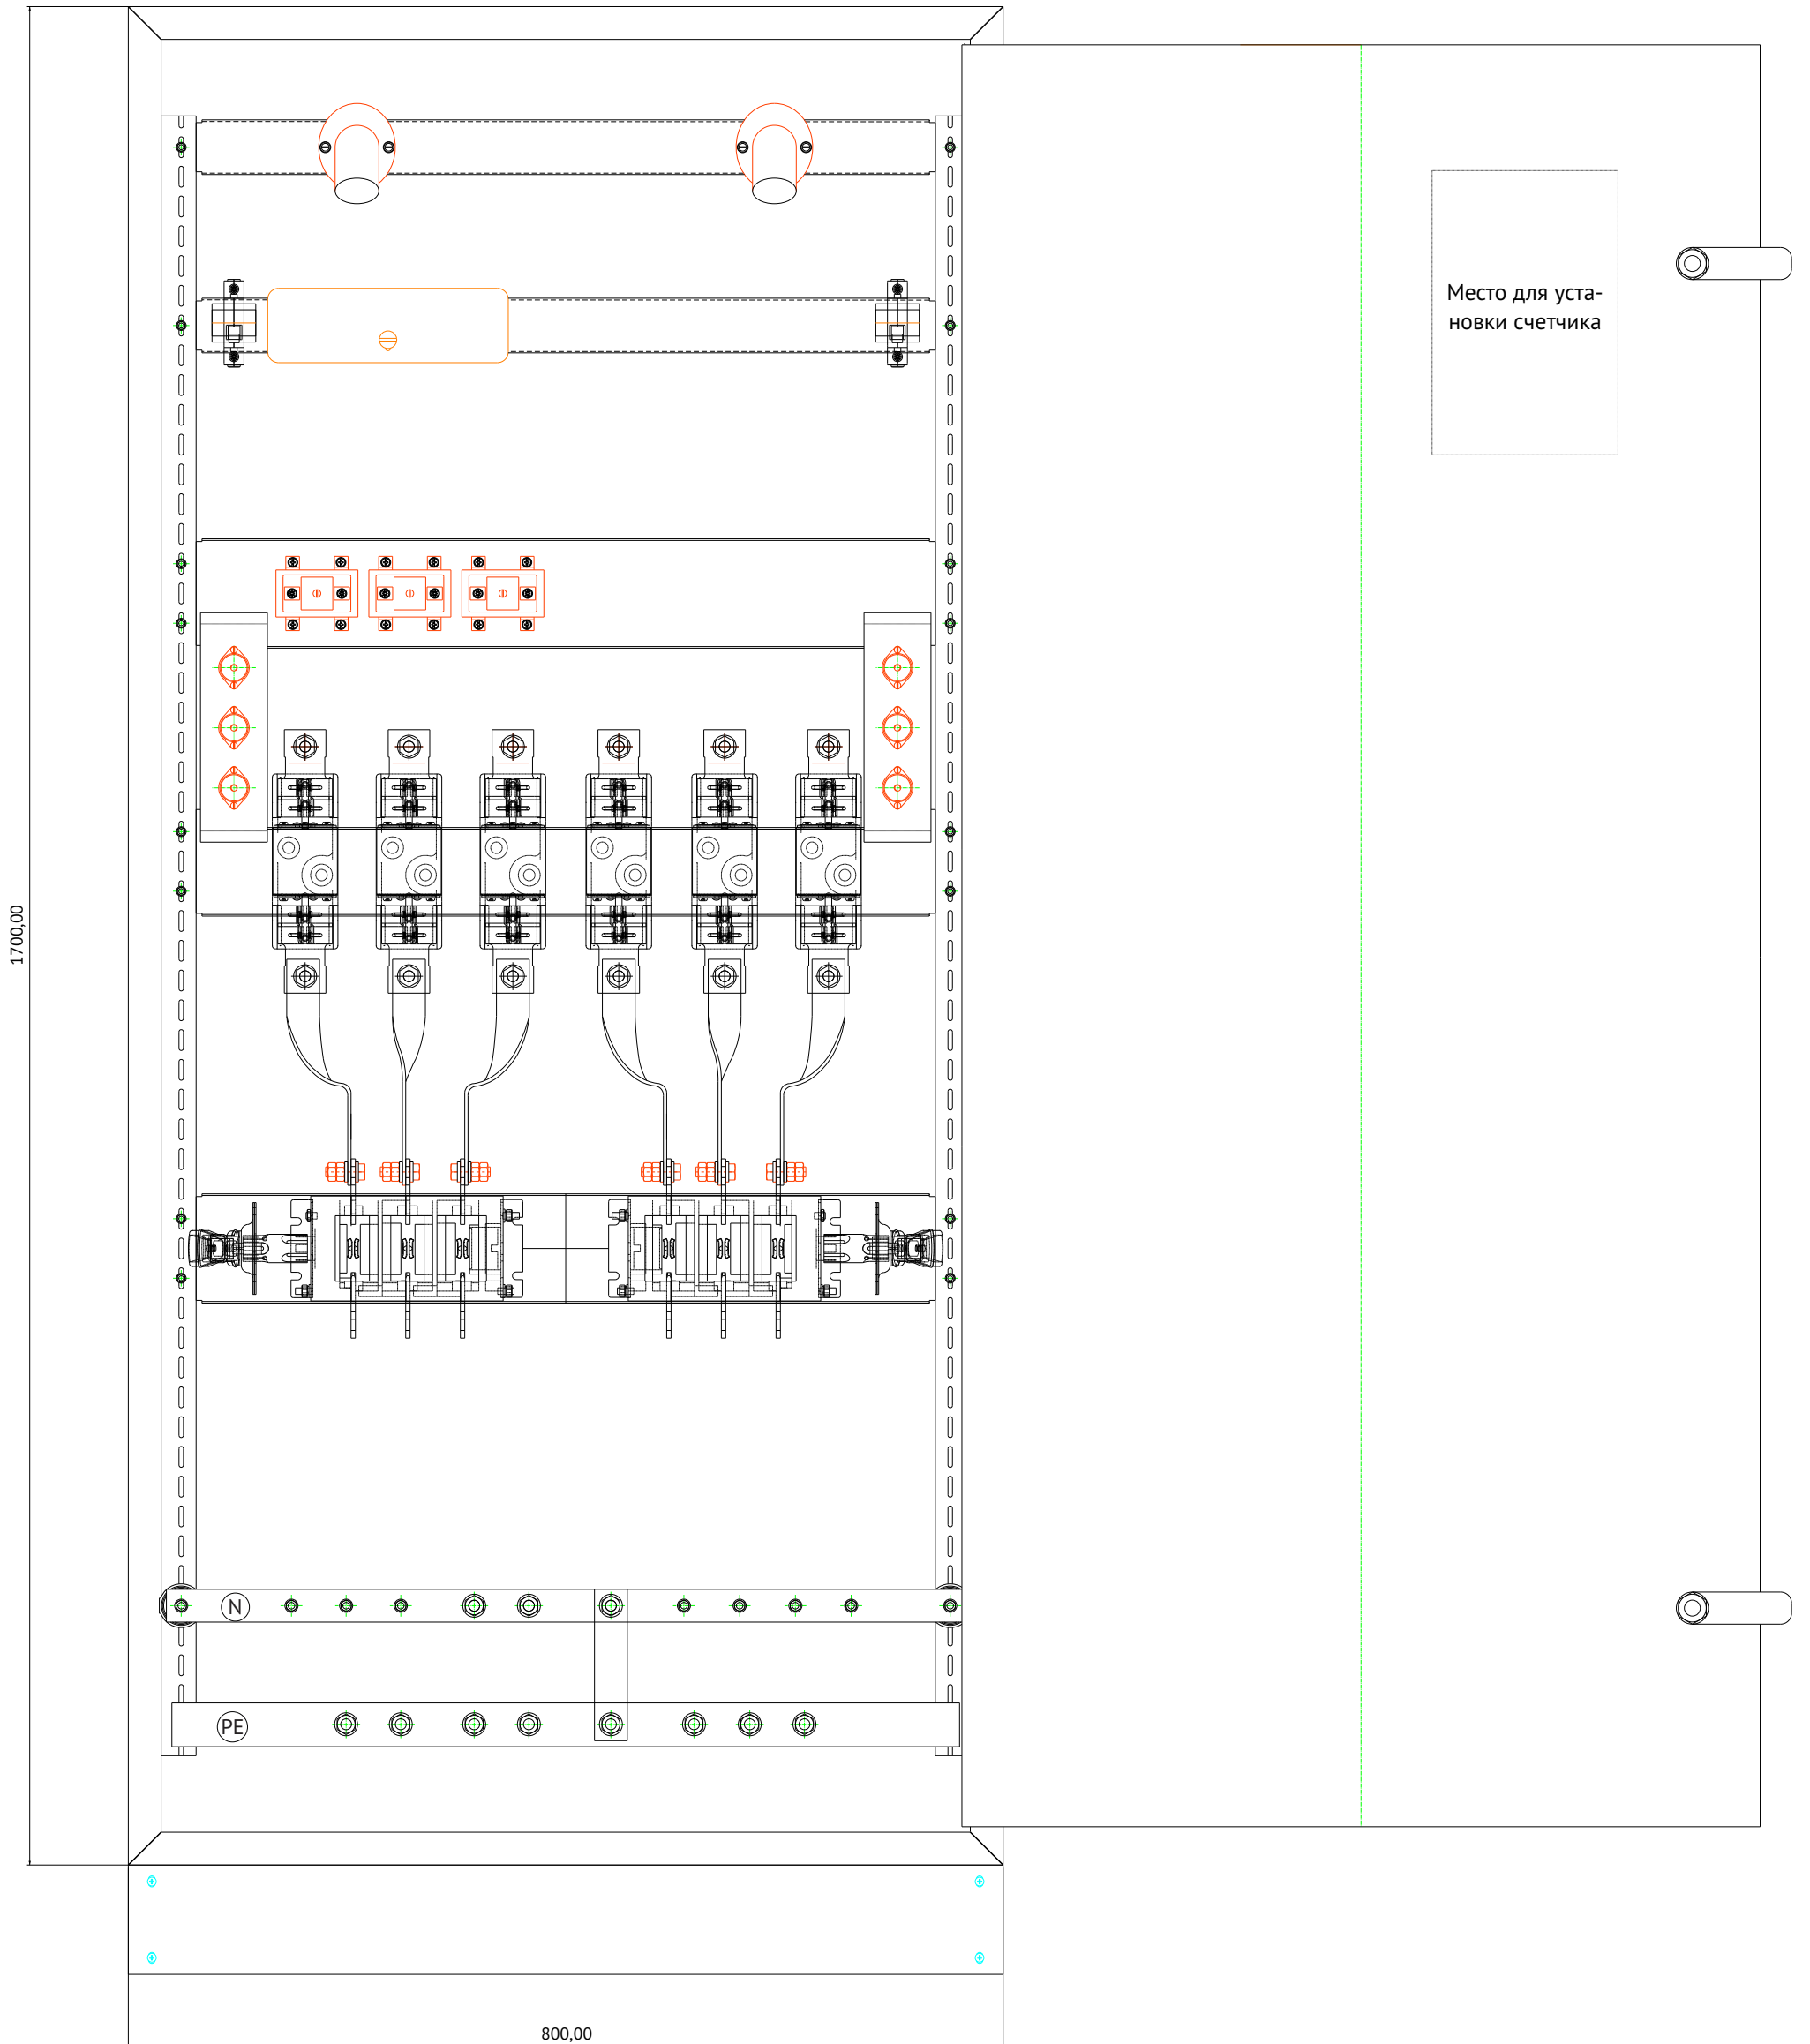 Место для уста-
новки счетчика
1700,00
N
PE
800,00